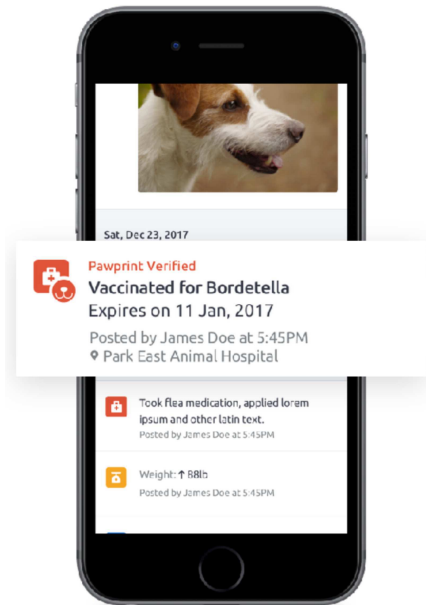 Sat, Dec 23, 2017
Pawprint Verified
Vaccinated for Bordetella
Expires on 11 Jan, 2017
Posted by James Doe at 5:45PM
Park East Animal Hospital
Took flea medication, applied lorem
ipsum and other latin text.
Posted by James Doe at 5:45PM
Weight: ↑ 88lb
Posted by James Doe at 5:45PM